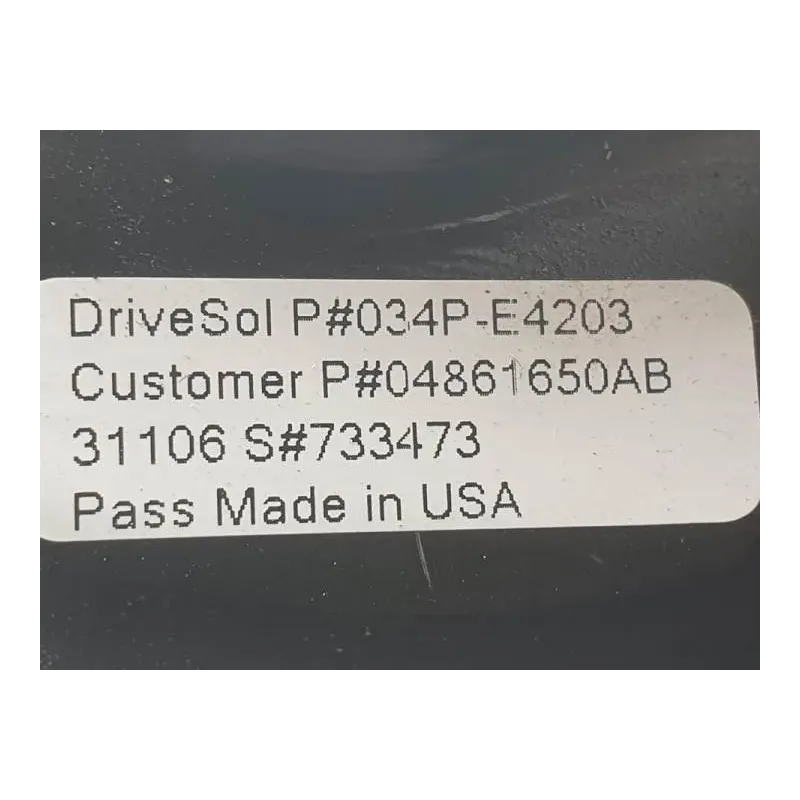 DriveSol P#034P-E4203
Customer P#04861650AB
31106 S#733473
Pass Made in USA